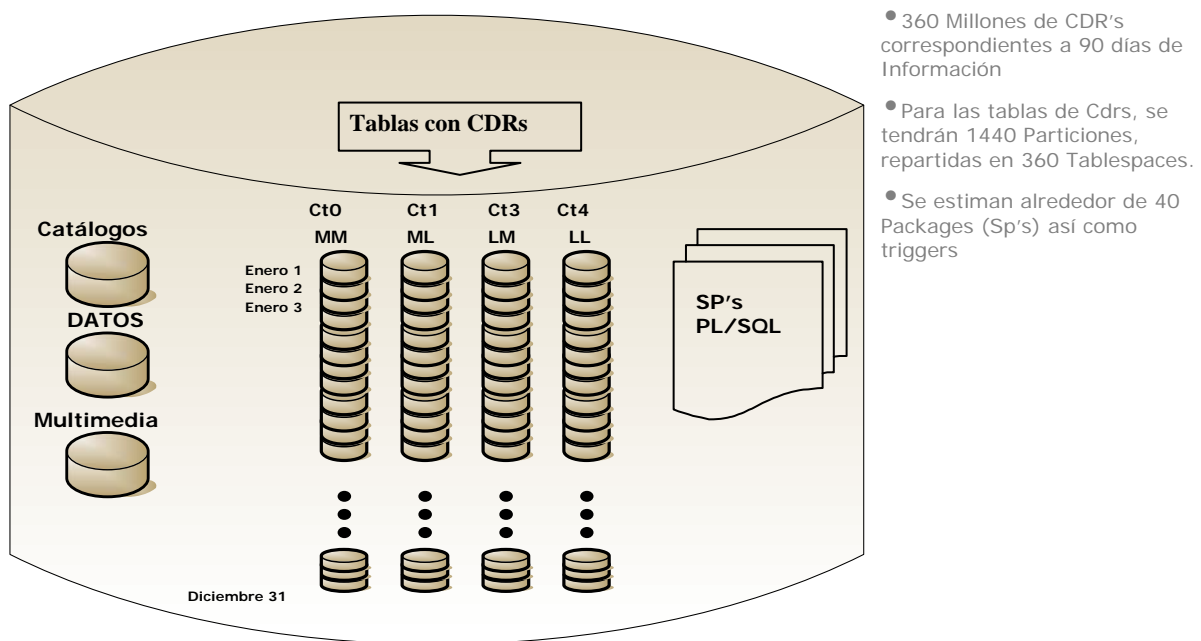 • 360 Millones de CDR's
correspondientes a 90 días de
Información
• Para las tablas de Cdrs, se
tendrán 1440 Particiones,
repartidas en 360 Tablespaces.
• Se estiman alrededor de 40
Packages (Sp's) así como
triggers
Tablas con CDRs
Ct0 Ct1 Ct3 Ct4
MM ML LM LL
Catálogos
DATOS
Multimedia
Enero 1
Enero 2
Enero 3
Diciembre 31
SP's
PL/SQL